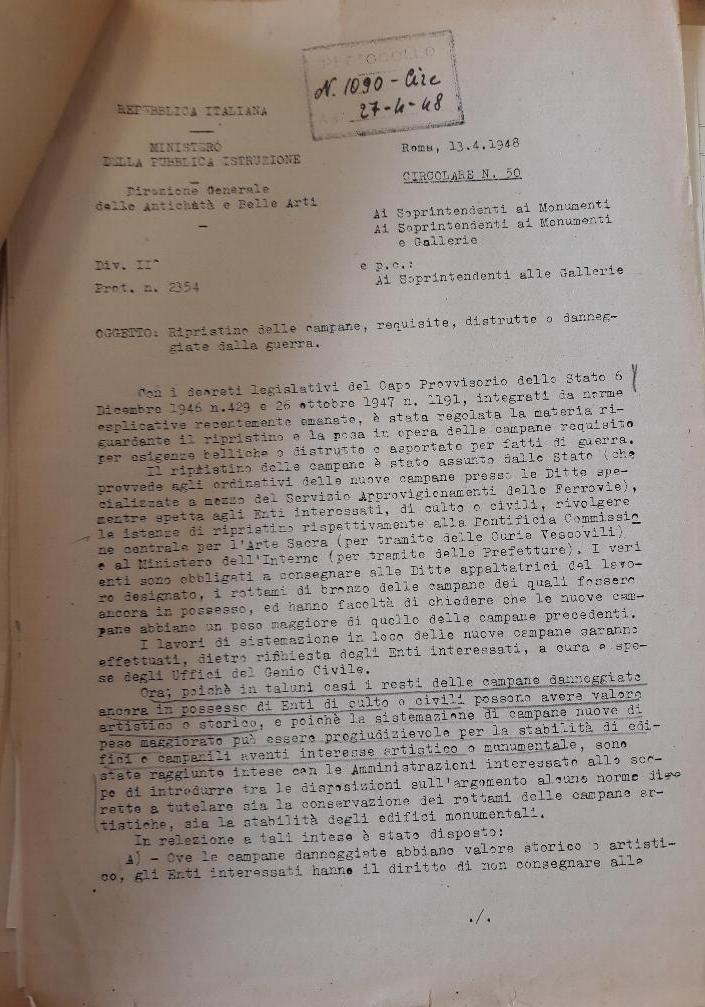 PROTOCOLLO
N. 1090 - Circ
27-4-48
REPUBBLICA ITALIANA
MINISTERO
DELLA PUBBLICA ISTRUZIONE
Direzione Generale
delle Antichità e Belle Arti
Div. II^
Prot. n. 2354
Roma, 13.4.1948
CIRCOLARE N. 50
Ai Soprintendenti ai Monumenti
Ai Soprintendenti ai Monumenti
e Gallerie
e p.c.:
Ai Soprintendenti alle Gallerie
OGGETTO: Ripristino delle campane, requisite, distrutte o danneg-
giate dalla guerra.
Con i decreti legislativi del Capo Provvisorio dello Stato 6
Dicembre 1946 n.429 e 26 ottobre 1947 n. 1191, integrati da norme
esplicative recentemente emanate, è stata regolata la materia ri-
guardante il ripristino e la posa in opera delle campane requisite
per esigenze belliche o distrutte o asportate per fatti di guerra.
Il ripristino delle campane è stato assunto dallo Stato (che
provvede agli ordinativi delle nuove campane presso le Ditte spe-
cializzate a mezzo del Servizio Approvigionamenti delle Ferrovie),
mentre spetta agli Enti interessati, di culto o civili, rivolgere
le istanze di ripristino rispettivamente alla Pontificia Commissio
ne centrale per l'Arte Sacra (per tramite delle Curie Vescovili)
e al Ministero dell'Interno (per tramite delle Prefetture). I vari
enti sono obbligati a consegnare alle Ditte appaltatrici del lavo-
ro designato, i rottami di bronzo delle campane dei quali fossero
ancora in possesso, ed hanno facoltà di chiedere che le nuove cam-
pane abbiano un peso maggiore di quello delle campane precedenti.
I lavori di sistemazione in loco delle nuove campane saranno
effettuati, dietro richiesta degli Enti interessati, a cura e spe-
se degli Uffici del Genio Civile.
Ora; poichè in taluni casi i resti delle campane danneggiate
ancora in possesso di Enti di culto o civili possono avere valore
artistico o storico, e poichè la sistemazione di campane nuove di
peso maggiorato può essere pregiudizievole per la stabilità di edi-
fici e campanili aventi interesse artistico o monumentale, sono
state raggiunte intese con le Amministrazioni interessate allo sco-
po di introdurre tra le disposizioni sull'argomento alcune norme dire
rette a tutelare sia la conservazione dei rottami delle campane ar-
tistiche, sia la stabilità degli edifici monumentali.
In relazione a tali intese è stato disposto:
A) - Ove le campane danneggiate abbiano valore storico o artisti-
co, gli Enti interessati hanno il diritto di non consegnare alle
./.